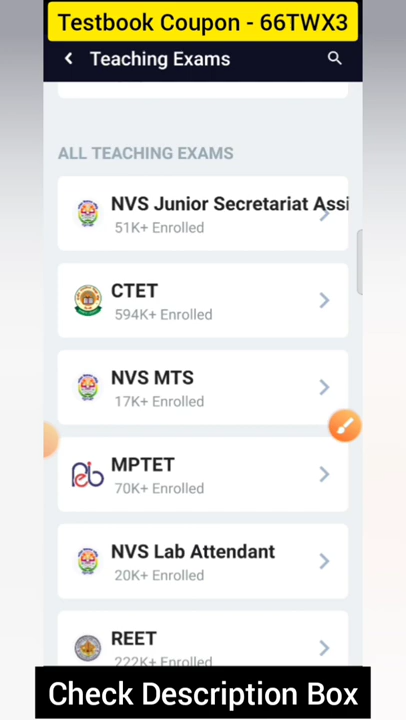 Testbook Coupon - 66TWX3
Teaching Exams
ALL TEACHING EXAMS
NVS Junior Secretariat Assi
51K+ Enrolled
CTET
594K+ Enrolled
NVS MTS
17K+ Enrolled
Peb
MPTET
70K+ Enrolled
NVS Lab Attendant
20K+ Enrolled
REET
222K+ Enrolled
Check Description Box